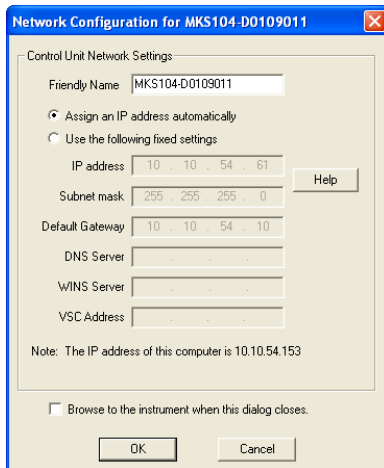 Network Configuration for MKS104-D0109011
Control Unit Network Settings
Friendly Name MKS104-D0109011
Assign an IP address automatically
Use the following fixed settings
IP address 10 . 10 . 54 . 61
Help
Subnet mask 255 . 255 . 255 . 0
Default Gateway 10 . 10 . 54 . 10
DNS Server . . .
WINS Server . . .
VSC Address . . .
Note: The IP address of this computer is 10.10.54.153
Browse to the instrument when this dialog closes.
OK Cancel